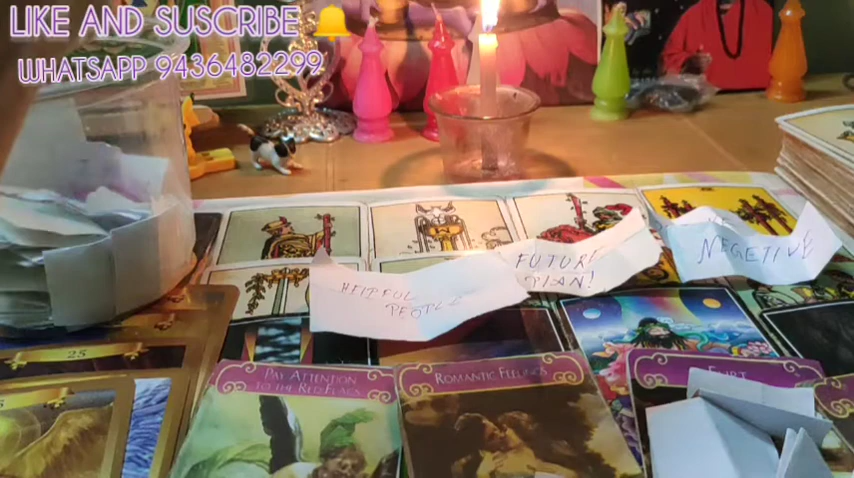 LIKE AND SUSCRIBE 🔔
WHATSAPP 9436482299
HELPFUL
PEOPLE
FUTURE
PLAN!
NEGETIVE
25
PAY ATTENTION
TO THE RED FLAGS
ROMANTIC FEELINGS
FLIRT